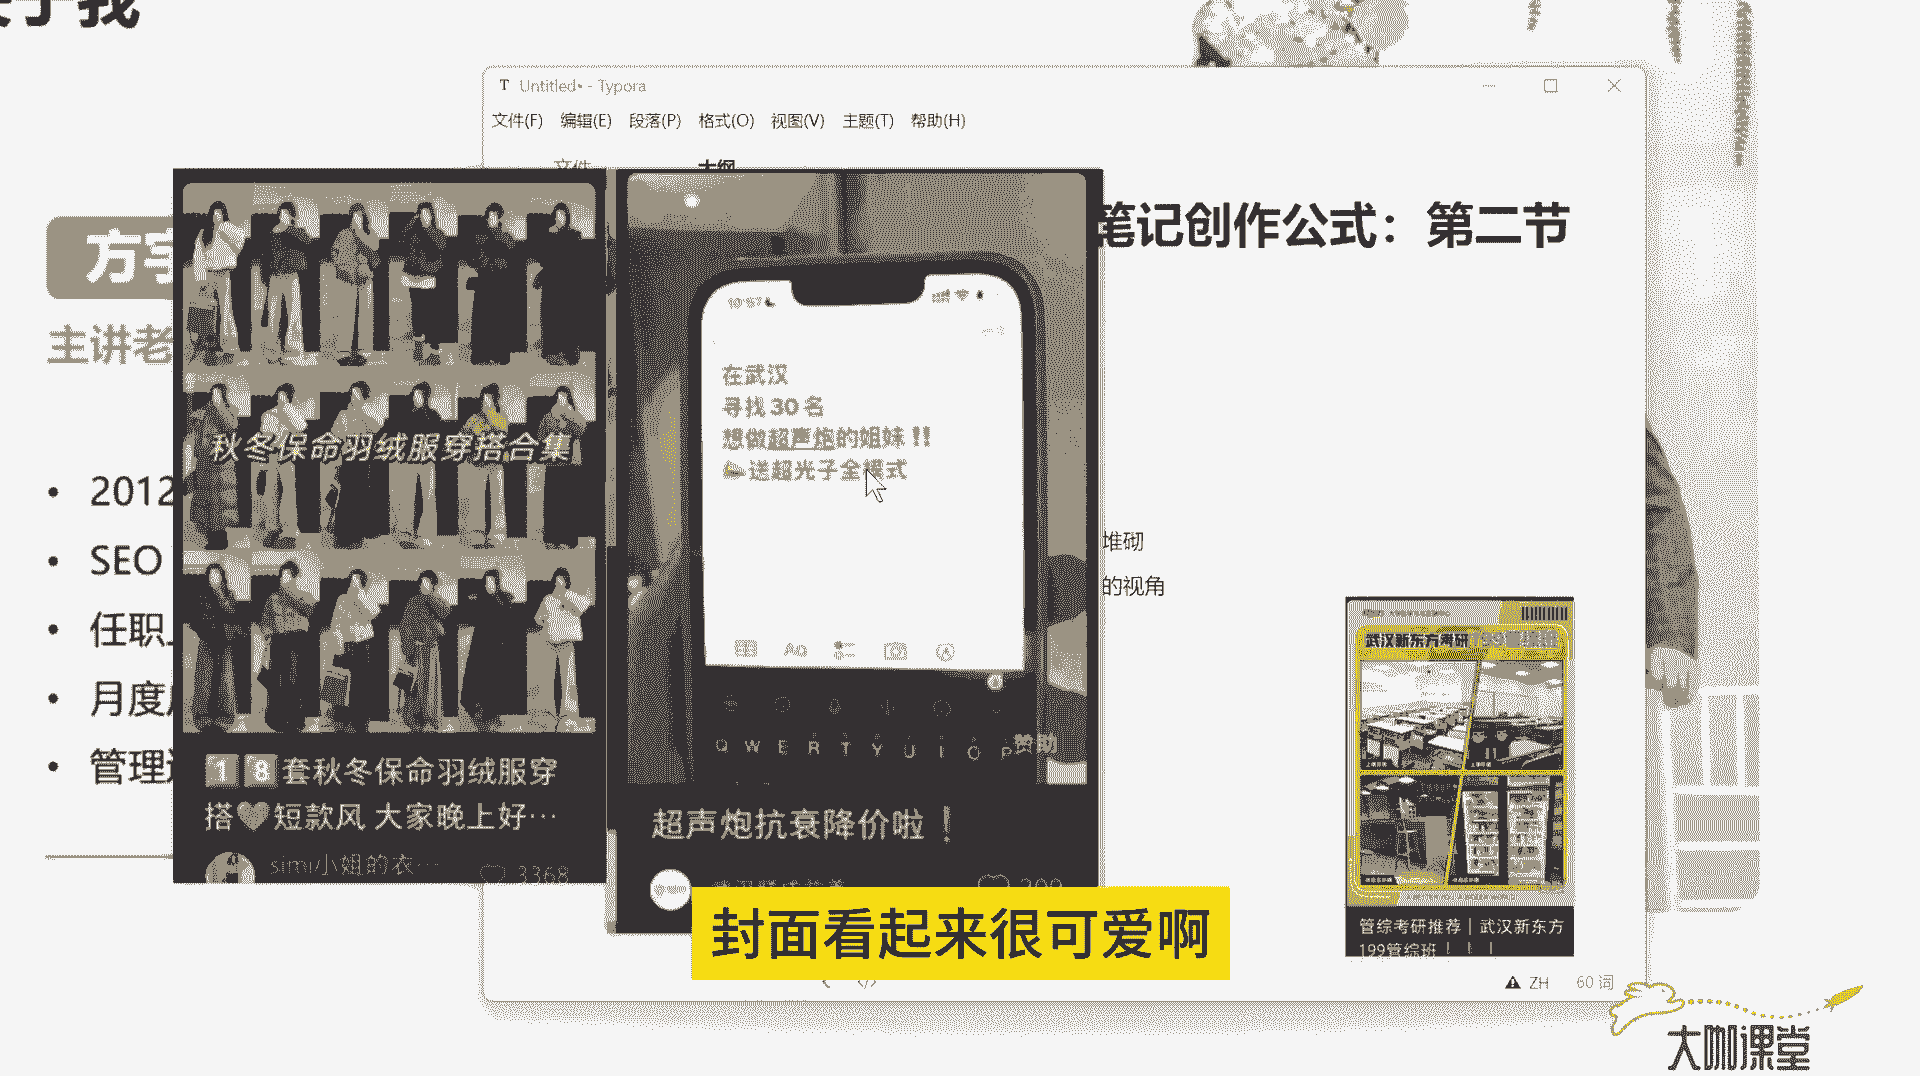 于我
T Untitled• - Typora
文件(F) 编辑(E) 段落(P) 格式(O) 视图(V) 主题(T) 帮助(H)
文件 大纲
笔记创作公式：第二节
方
主讲老
• 2012
• SEO
• 任职
• 月度
• 管理
秋冬保命羽绒服穿搭合集
18套秋冬保命羽绒服穿
搭🤎短款风 大家晚上好…
simi小姐的衣…
3368
10:57
在武汉
寻找 30 名
想做超声炮的姐妹 ‼️
送超光子全模式
Aa
Q W E R T Y U I O P
赞助
超声炮抗衰降价啦！
堆砌
的视角
武汉新东方考研199管综班
管综考研推荐｜武汉新东方
199管综班！！！
封面看起来很可爱啊
ZH 60 词
大咖课堂